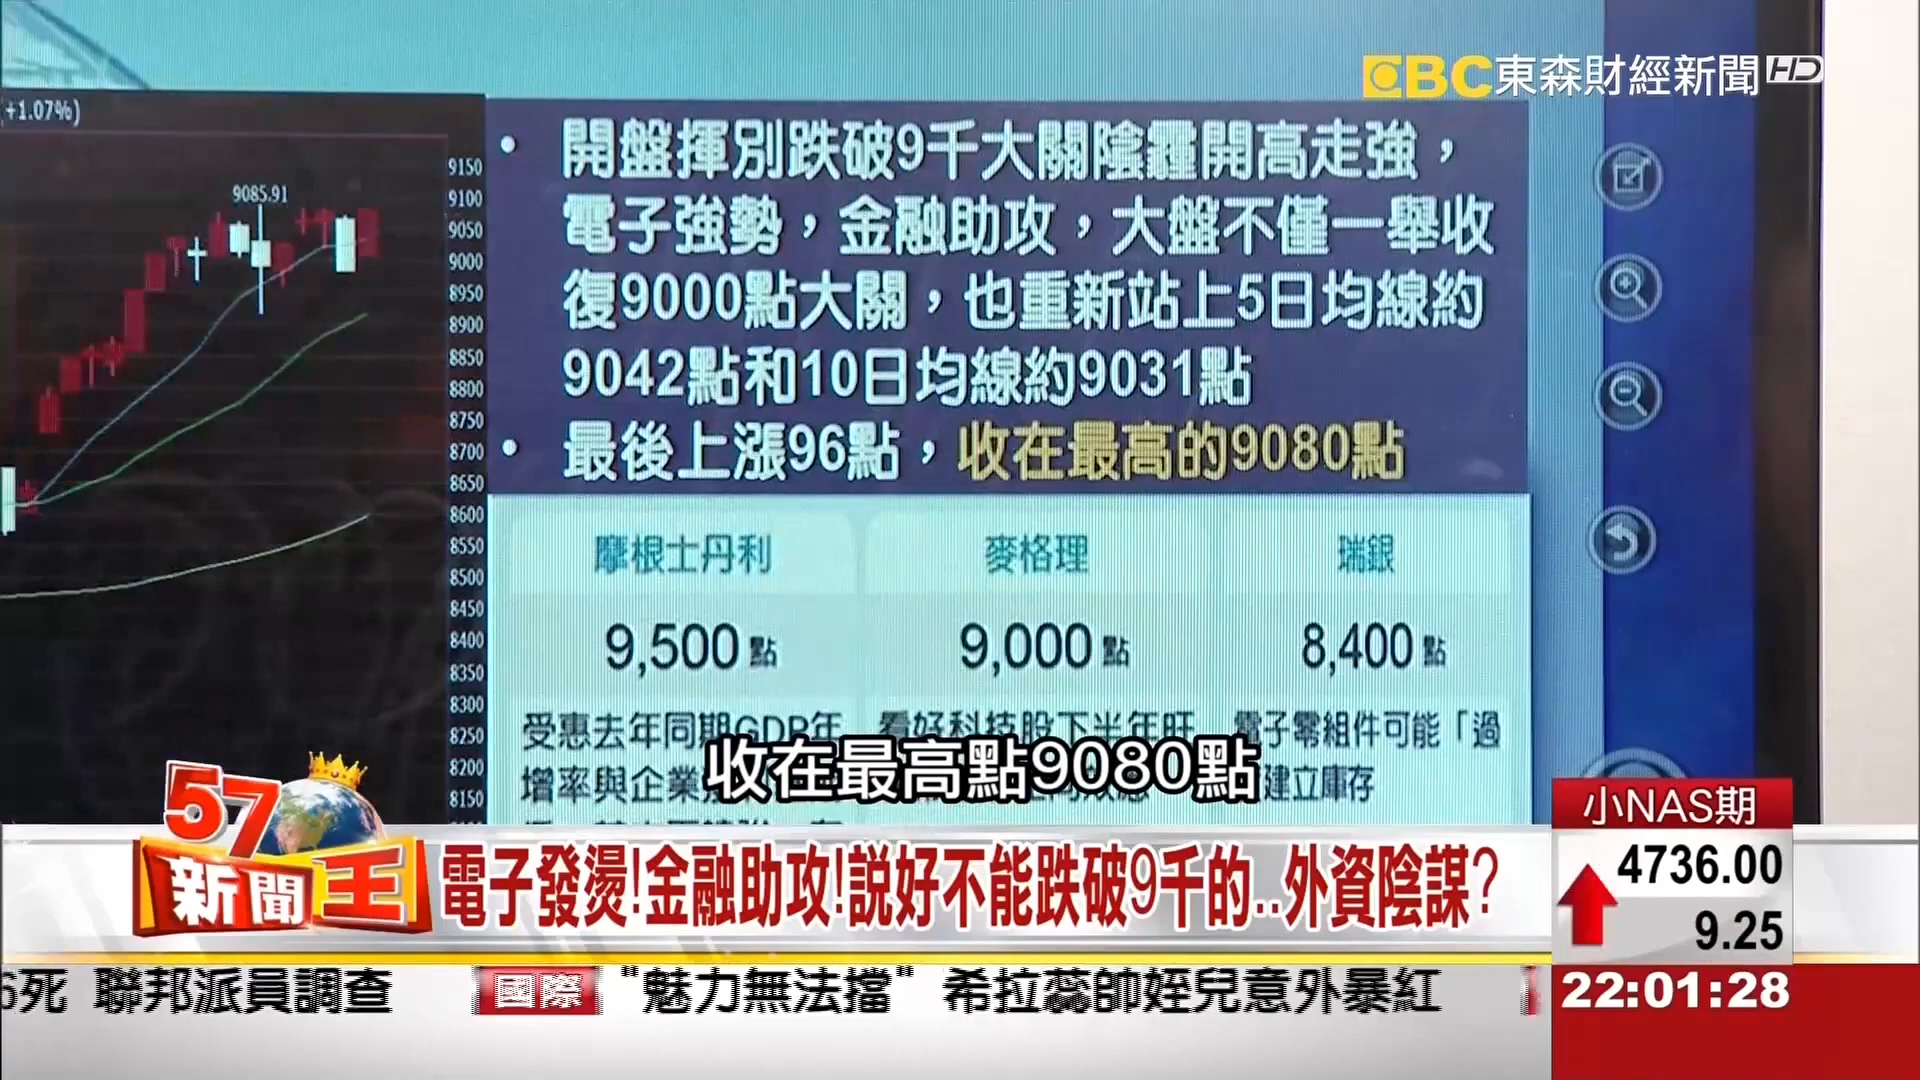 EBC東森財經新聞HD
+1.07%)
9085.91
9150
9100
9050
9000
8950
8900
8850
8800
8750
8700
8650
8600
8550
8500
8450
8400
8350
8300
8250
8200
8150
• 開盤揮別跌破9千大關陰霾開高走強，
電子強勢，金融助攻，大盤不僅一舉收
復9000點大關，也重新站上5日均線約
9042點和10日均線約9031點
• 最後上漲96點，收在最高的9080點
摩根士丹利
9,500點
受惠去年同期GDP年
增率與企業
麥格理
9,000點
看好科技股下半年旺
瑞銀
8,400點
電子零組件可能「過
建立庫存
收在最高點9080點
57
新聞王
電子發燙!金融助攻!說好不能跌破9千的..外資陰謀?
小NAS期
4736.00
9.25
22:01:28
6死 聯邦派員調查
國際 "魅力無法擋" 希拉蕊帥姪兒意外暴紅